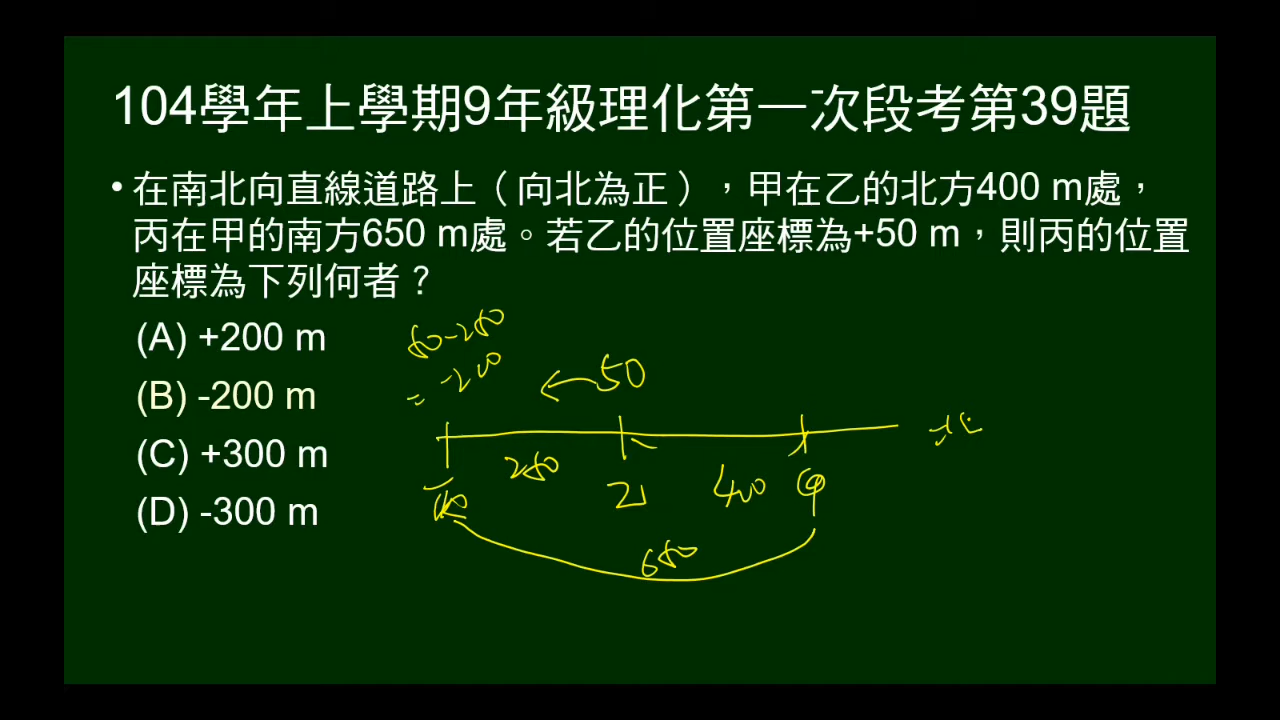 104學年上學期9年級理化第一次段考第39題
• 在南北向直線道路上（向北為正），甲在乙的北方400 m處，
丙在甲的南方650 m處。若乙的位置座標為+50 m，則丙的位置
座標為下列何者？
(A) +200 m
(B) -200 m
(C) +300 m
(D) -300 m
50-250
= -200
50
北
250
乙
400
甲
丙
650